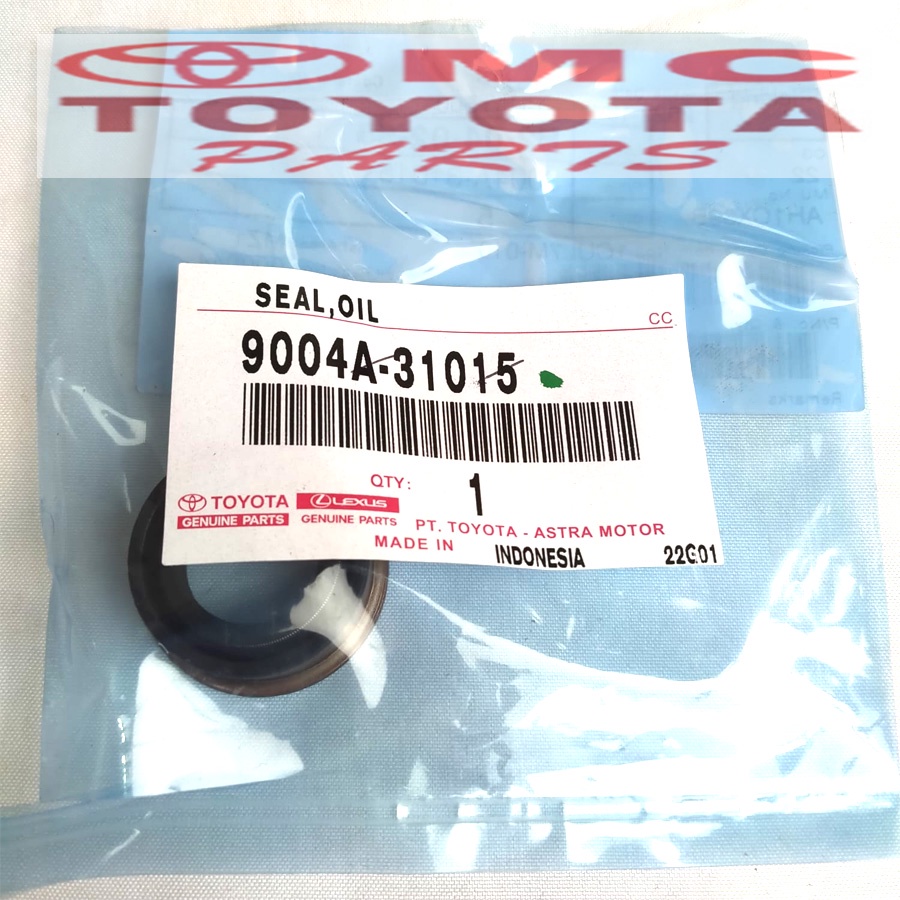 OMC
TOYOTA
PARTS
SEAL,OIL
CC
9004A-31015
QTY: 1
TOYOTA LEXUS
GENUINE PARTS GENUINE PARTS PT. TOYOTA - ASTRA MOTOR
MADE IN INDONESIA 22G01
Remarks